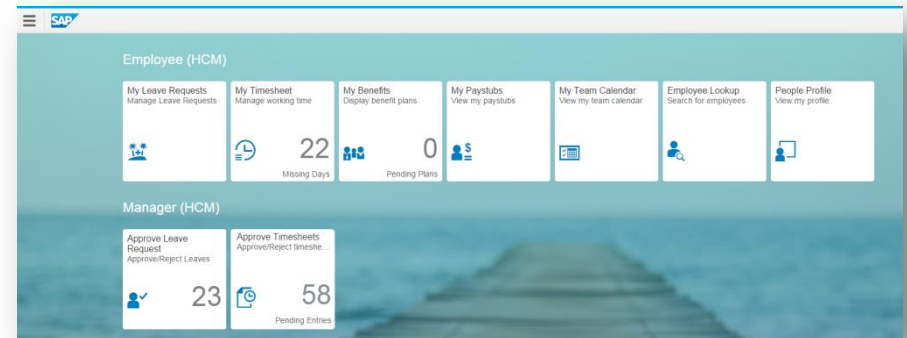 SAP
Employee (HCM)
My Leave Requests
Manage Leave Requests
My Timesheet
Manage working time
22
Missing Days
My Benefits
Display benefit plans
0
Pending Plans
My Paystubs
View my paystubs
$
My Team Calendar
View my team calendar
Employee Lookup
Search for employees
People Profile
View my profile
Manager (HCM)
Approve Leave
Request
Approve/Reject Leaves
23
Approve Timesheets
Approve/Reject timeshe...
58
Pending Entries